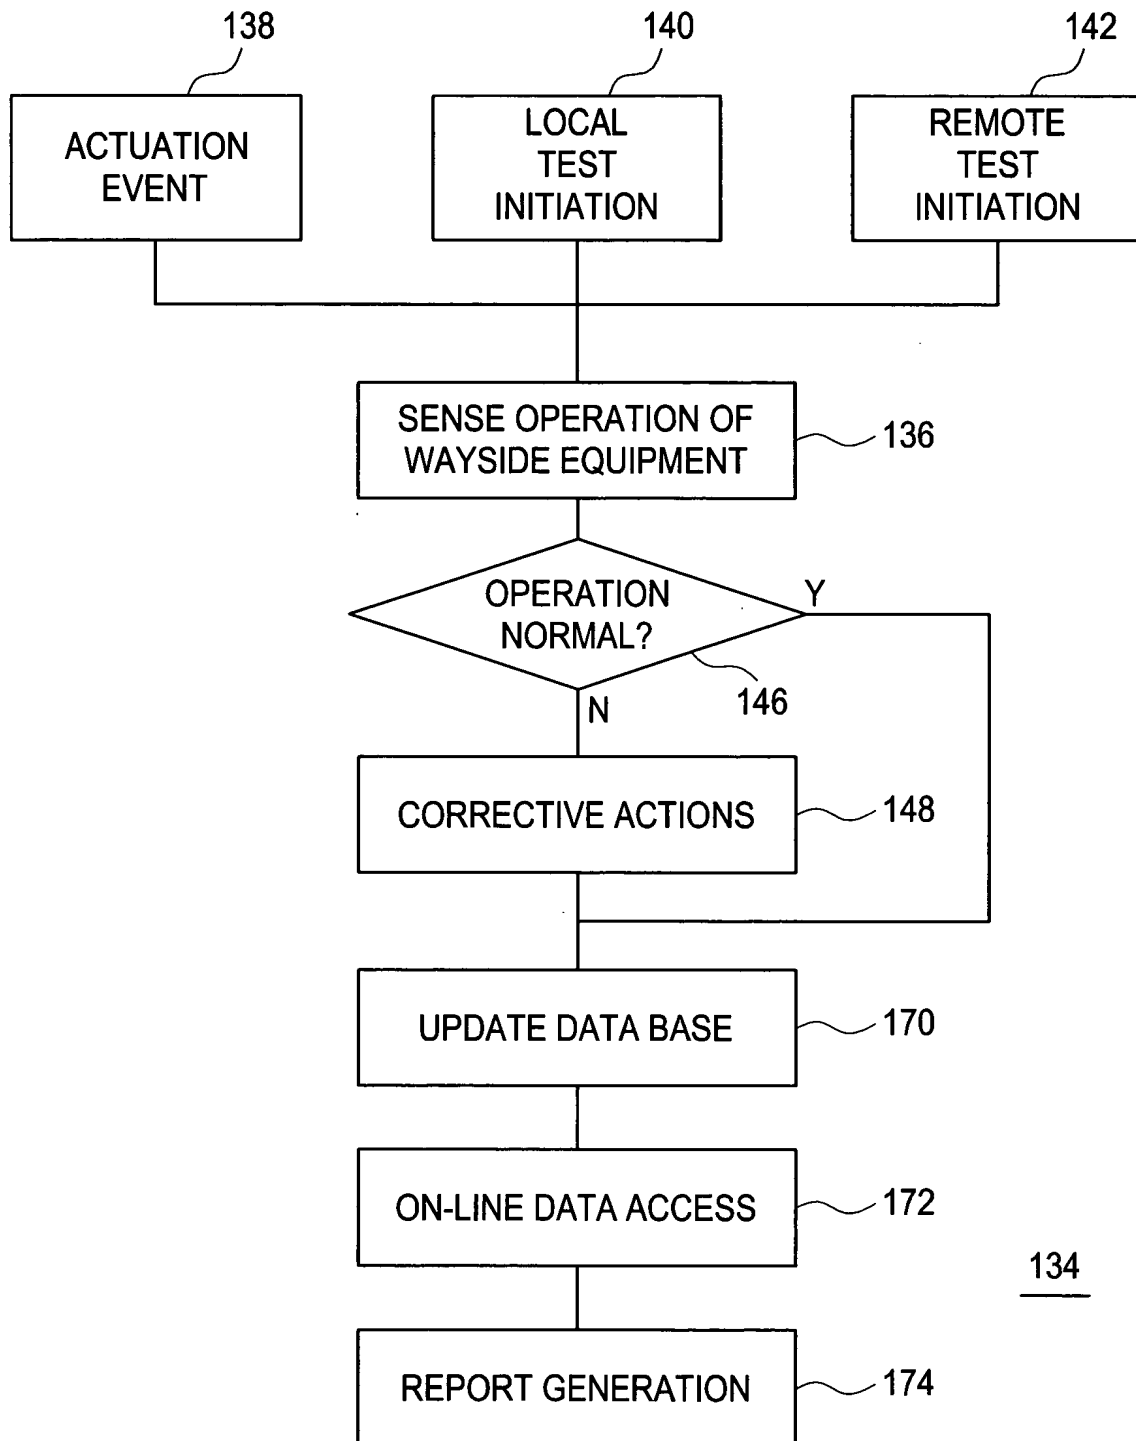 138
140
142
ACTUATION
EVENT
LOCAL
TEST
INITIATION
REMOTE
TEST
INITIATION
SENSE OPERATION OF
WAYSIDE EQUIPMENT
136
OPERATION
NORMAL?
Y
146
N
CORRECTIVE ACTIONS
148
UPDATE DATA BASE
170
ON-LINE DATA ACCESS
172
134
REPORT GENERATION
174